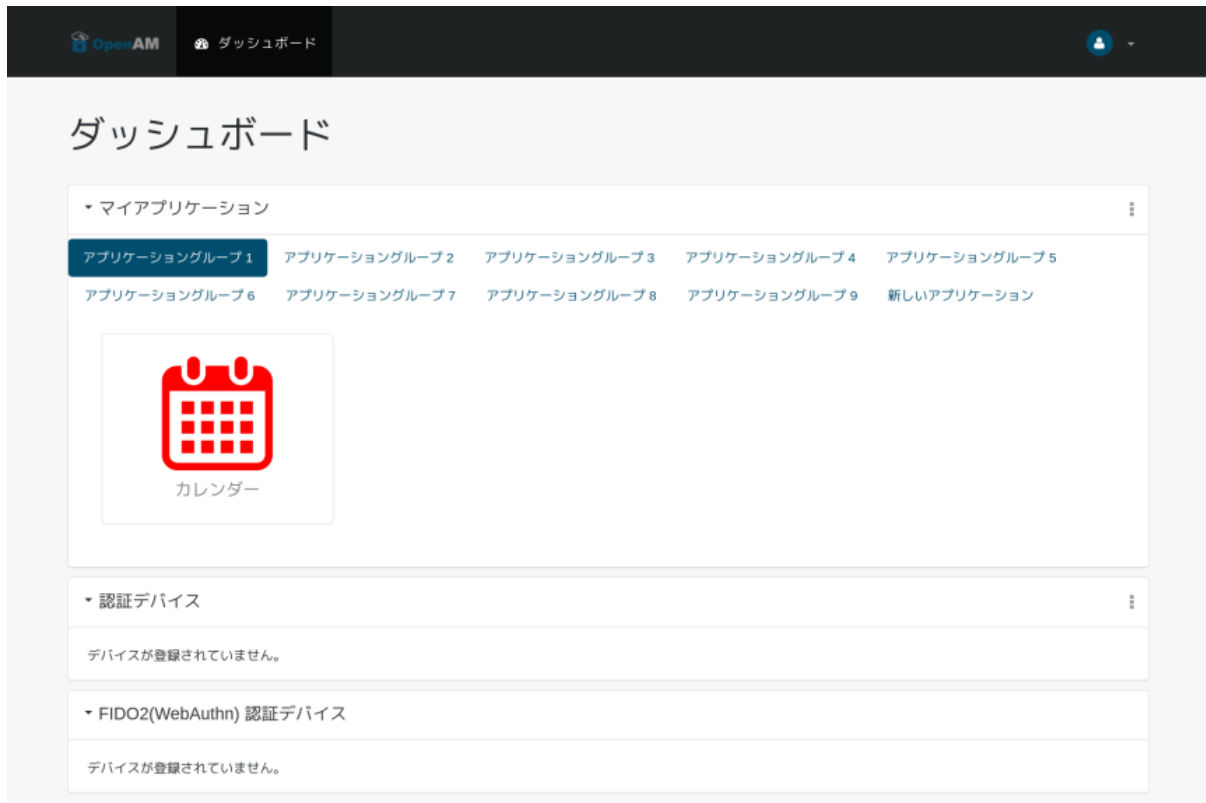 OpenAM ダッシュボード
ダッシュボード
マイアプリケーション
アプリケーショングループ 1 アプリケーショングループ 2 アプリケーショングループ 3 アプリケーショングループ 4 アプリケーショングループ 5
アプリケーショングループ 6 アプリケーショングループ 7 アプリケーショングループ 8 アプリケーショングループ 9 新しいアプリケーション
カレンダー
認証デバイス
デバイスが登録されていません。
FIDO2(WebAuthn) 認証デバイス
デバイスが登録されていません。